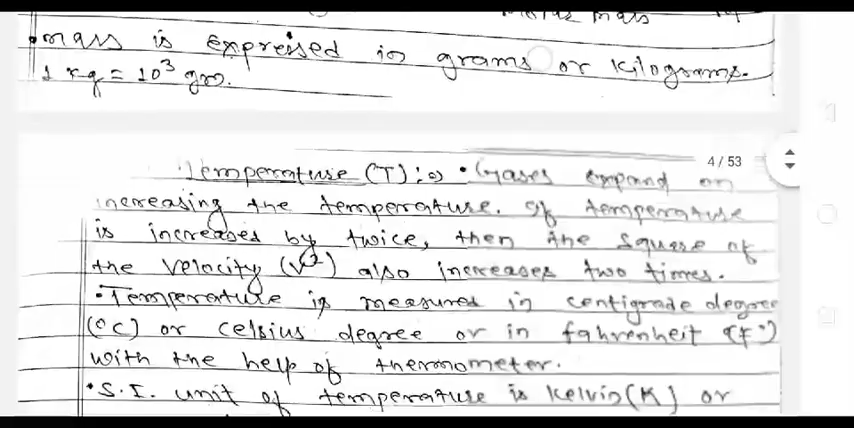 molar mass
•mass is expressed in grams or kilograms.
1 kg = 10³ gm.
4 / 53
Temperature (T):⇒ • Gases expand on
increasing the temperature. If temperature
is increased by twice, then the square of
the velocity (v²) also increases two times.
•Temperature is measured in centigrade degree
(°C) or celsius degree or in fahrenheit (F°)
with the help of thermometer.
•S.I. unit of temperature is kelvin(K) or